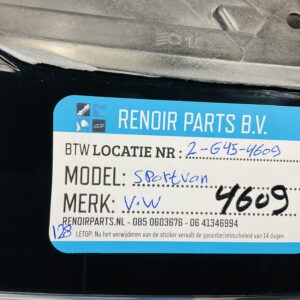 RENOIR PARTS B.V.
BTW LOCATIE NR : 2-G45-4609
MODEL: Sportvan
MERK: V.W 4609
RENOIRPARTS.NL - 085 0603676 - 06 41346994
128 LETOP: Na het verwijderen van de sticker vervalt de garantie/retourbeleid van 14 dagen